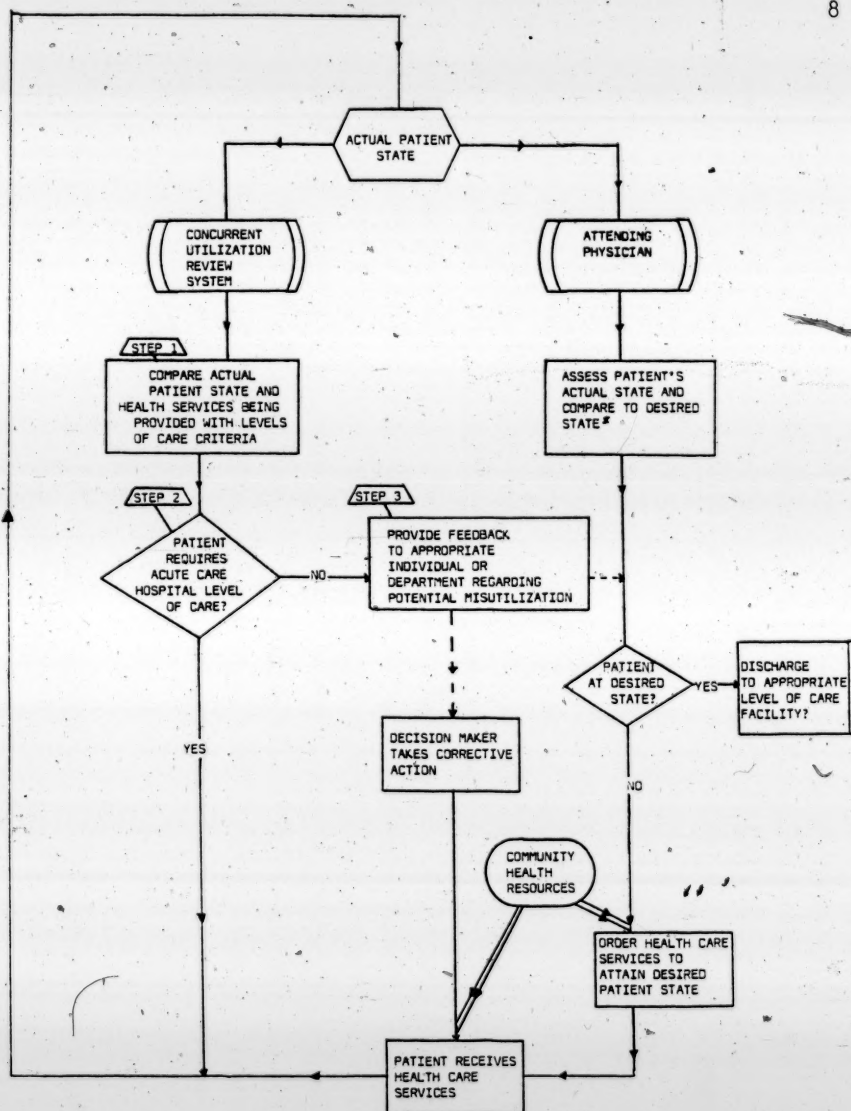 8
ACTUAL PATIENT
STATE
CONCURRENT
UTILIZATION
REVIEW
SYSTEM
ATTENDING
PHYSICIAN
STEP 1
COMPARE ACTUAL
PATIENT STATE AND
HEALTH SERVICES BEING
PROVIDED WITH LEVELS
OF CARE CRITERIA
ASSESS PATIENT'S
ACTUAL STATE AND
COMPARE TO DESIRED
STATE*
STEP 2
PATIENT
REQUIRES
ACUTE CARE
HOSPITAL LEVEL
OF CARE?
NO
STEP 3
PROVIDE FEEDBACK
TO APPROPRIATE
INDIVIDUAL OR
DEPARTMENT REGARDING
POTENTIAL MISUTILIZATION
PATIENT
AT DESIRED
STATE?
YES
DISCHARGE
TO APPROPRIATE
LEVEL OF CARE
FACILITY?
YES
DECISION MAKER
TAKES CORRECTIVE
ACTION
NO
COMMUNITY
HEALTH
RESOURCES
ORDER HEALTH CARE
SERVICES TO
ATTAIN DESIRED
PATIENT STATE
PATIENT RECEIVES
HEALTH CARE
SERVICES